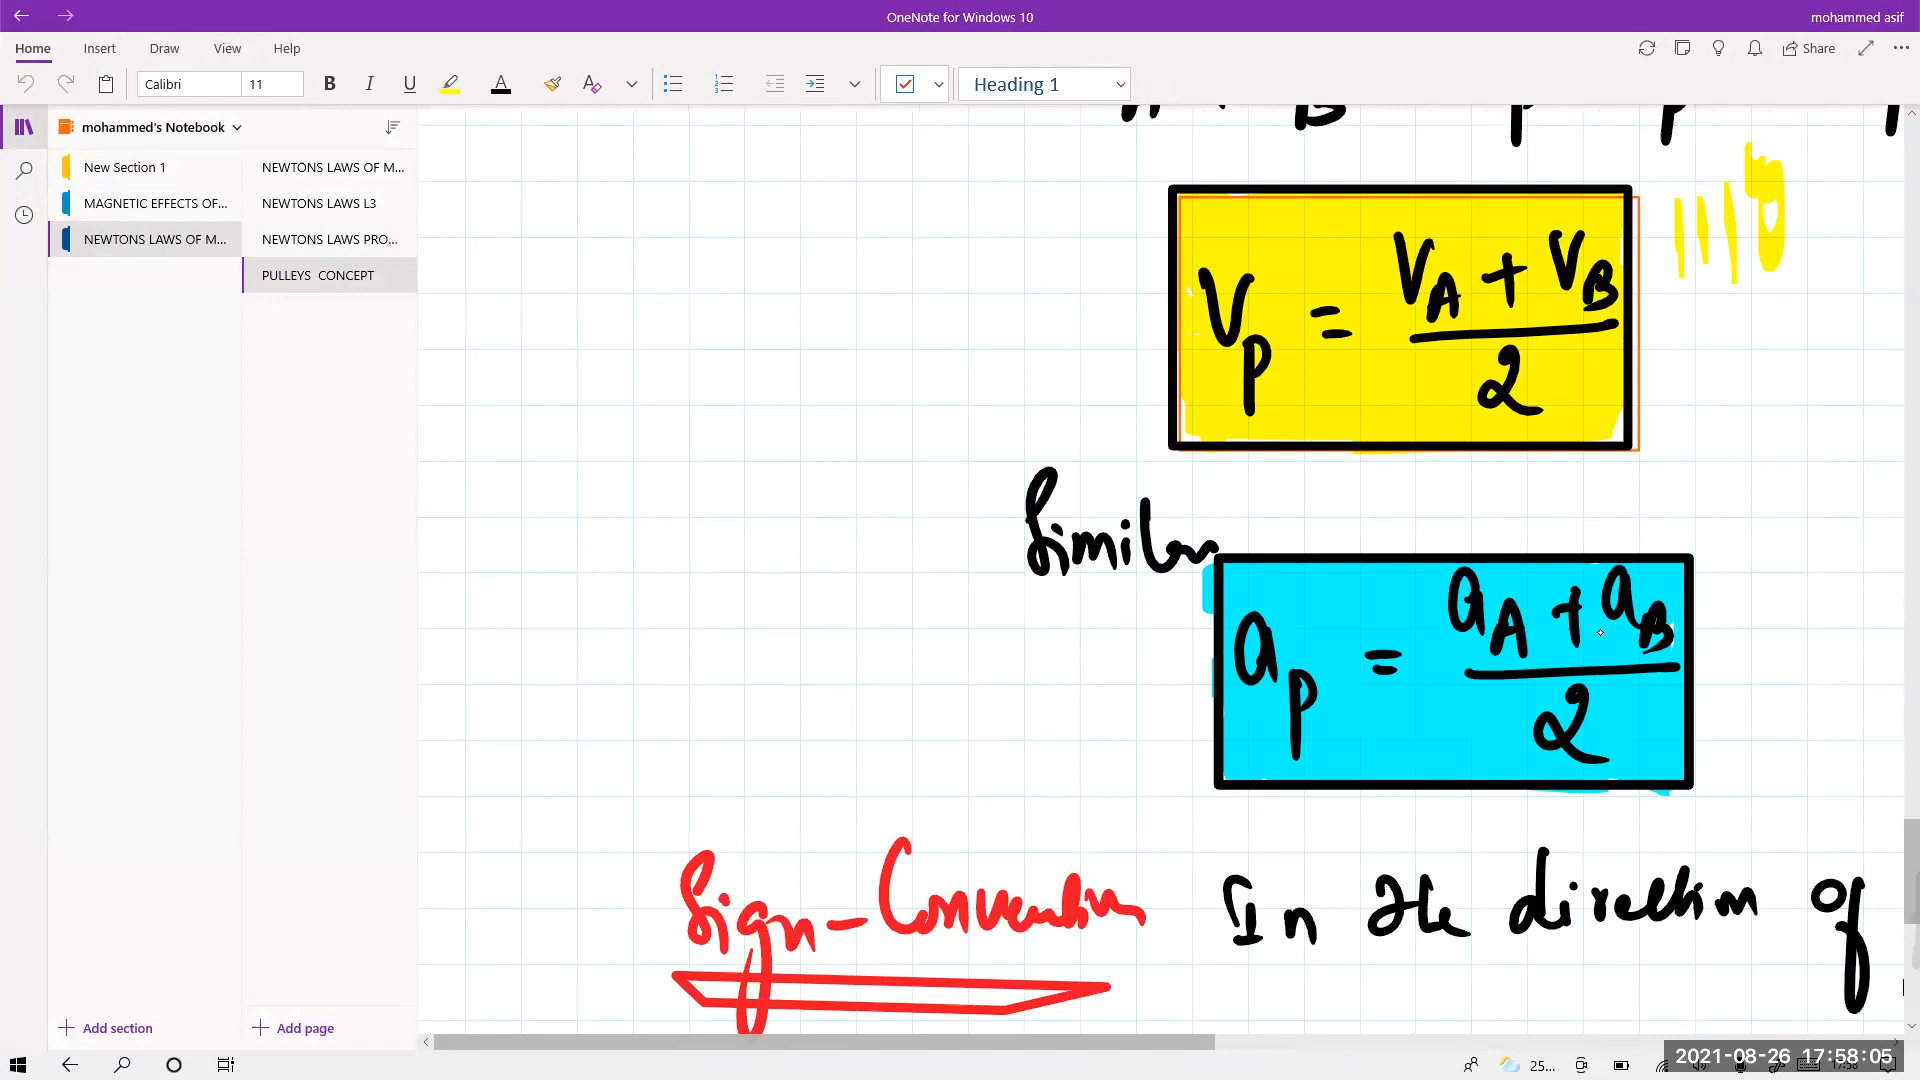 OneNote for Windows 10
mohammed asif
Home
Insert
Draw
View
Help
Share
Calibri
11
B
I
U
A
Heading 1
mohammed's Notebook
New Section 1
MAGNETIC EFFECTS OF...
NEWTONS LAWS OF M...
NEWTONS LAWS OF M...
NEWTONS LAWS L3
NEWTONS LAWS PRO...
PULLEYS CONCEPT
Vp = VA + VB
2
Similar
ap = aA + aB
2
Sign-Convention In the direction of
Add section
Add page
25...
2021-08-26 17:58:05